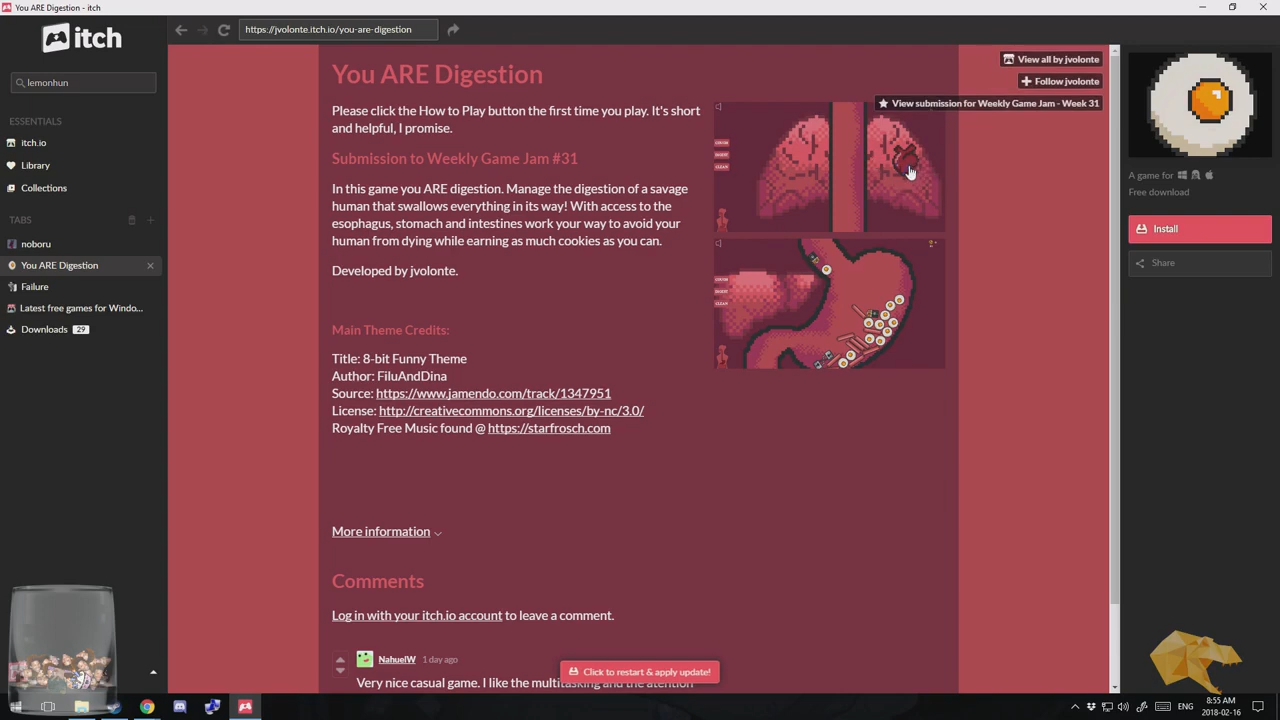 You ARE Digestion - itch
itch
https://jvolonte.itch.io/you-are-digestion
lemonhun
ESSENTIALS
itch.io
Library
Collections
TABS
noboru
You ARE Digestion
Failure
Latest free games for Windo...
Downloads 29
You ARE Digestion
Please click the How to Play button the first time you play. It's short
and helpful, I promise.
Submission to Weekly Game Jam #31
In this game you ARE digestion. Manage the digestion of a savage
human that swallows everything in its way! With access to the
esophagus, stomach and intestines work your way to avoid your
human from dying while earning as much cookies as you can.
Developed by jvolonte.
Main Theme Credits:
Title: 8-bit Funny Theme
Author: FiluAndDina
Source: https://www.jamendo.com/track/1347951
License: http://creativecommons.org/licenses/by-nc/3.0/
Royalty Free Music found @ https://starfrosch.com
More information
Comments
Log in with your itch.io account to leave a comment.
NahuelW 1 day ago
Very nice casual game. I like the multitasking and the atention
Click to restart & apply update!
View all by jvolonte
Follow jvolonte
View submission for Weekly Game Jam - Week 31
A game for
Free download
Install
Share
ENG
8:55 AM
2018-02-16